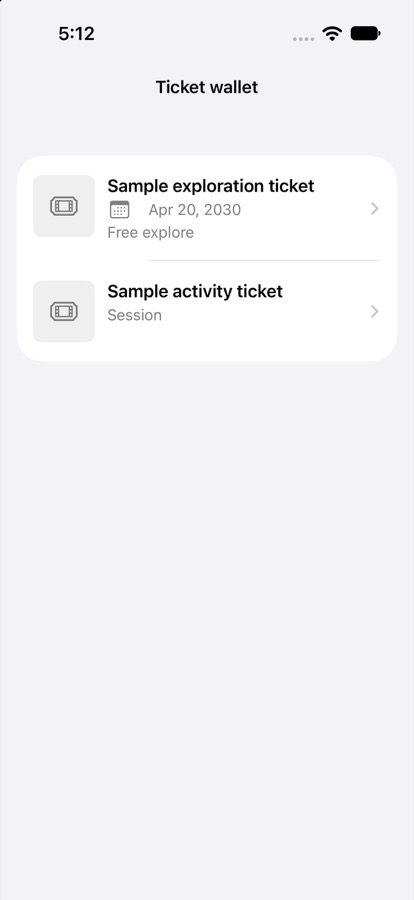 5:12
Ticket wallet
Sample exploration ticket
Apr 20, 2030
Free explore
Sample activity ticket
Session